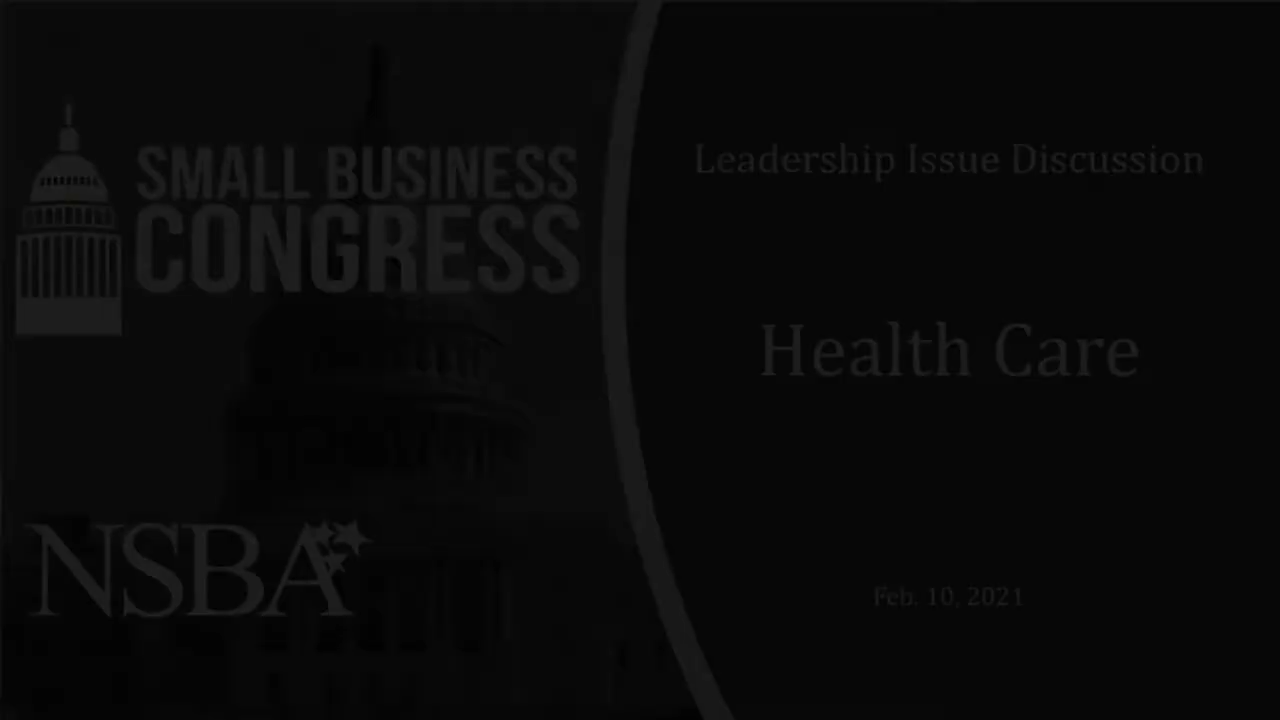 SMALL BUSINESS
CONGRESS
NSBA
Leadership Issue Discussion
Health Care
Feb. 10, 2021